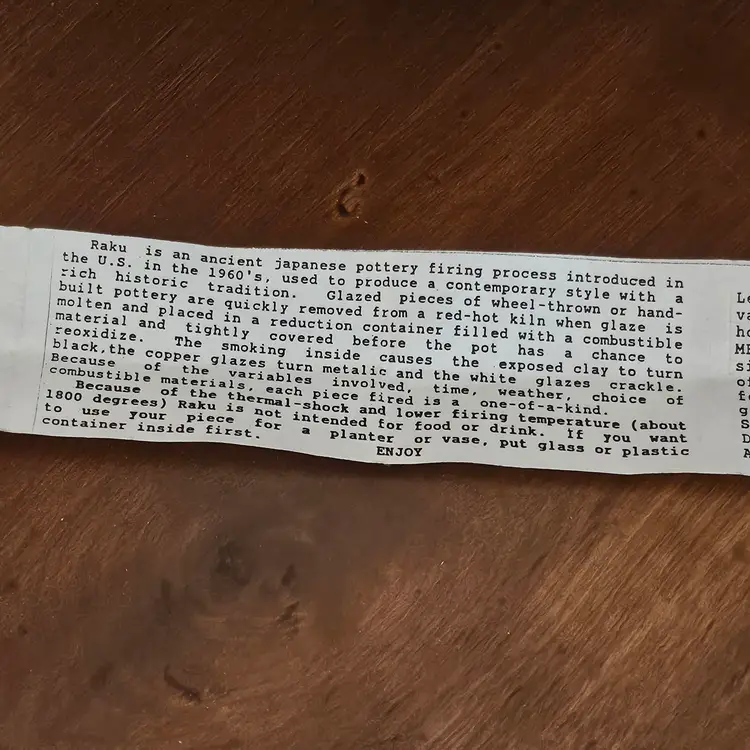 Raku is an ancient japanese pottery firing process introduced in
the U.S. in the 1960's, used to produce a contemporary style with a
rich historic tradition. Glazed pieces of wheel-thrown or hand-
built pottery are quickly removed from a red-hot kiln when glaze is
molten and placed in a reduction container filled with a combustible
material and tightly covered before the pot has a chance to
reoxidize. The smoking inside causes the exposed clay to turn
black,the copper glazes turn metalic and the white glazes crackle.
Because of the variables involved, time, weather, choice of
combustible materials, each piece fired is a one-of-a-kind.
Because of the thermal-shock and lower firing temperature (about
1800 degrees) Raku is not intended for food or drink. If you want
to use your piece for a planter or vase, put glass or plastic
container inside first.
ENJOY